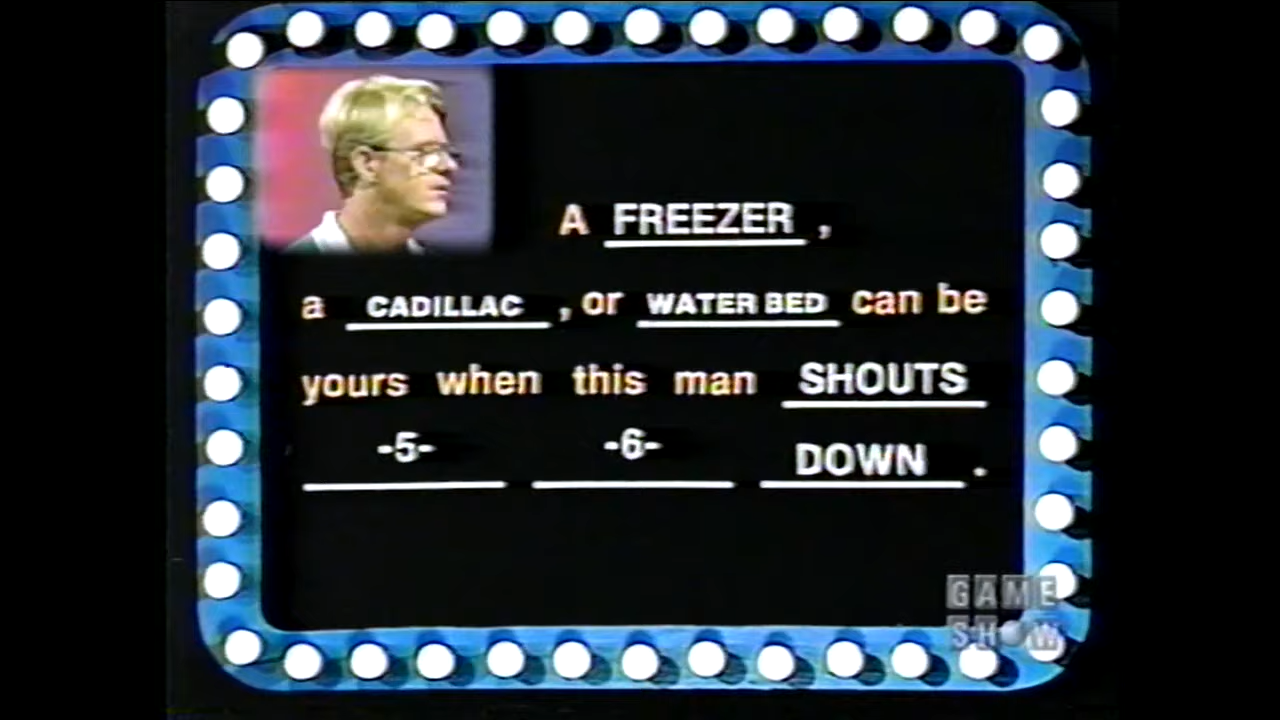 A FREEZER ,
a CADILLAC , or WATER BED can be
yours when this man SHOUTS
-5- -6- DOWN .
GAME
SHOW